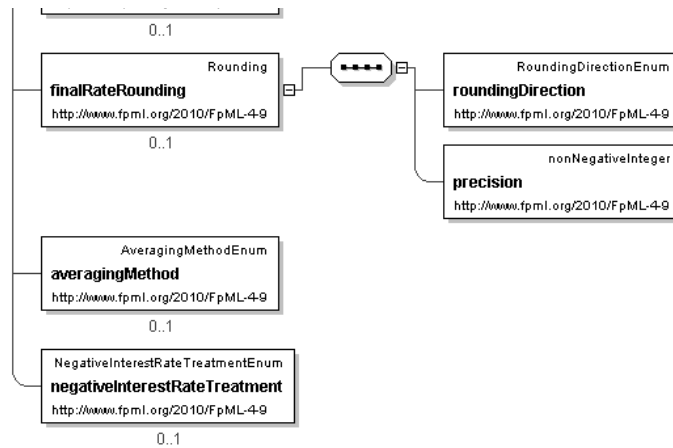 0..1
Rounding
finalRateRounding
http://www.fpml.org/2010/FpML-4-9
0..1
RoundingDirectionEnum
roundingDirection
http://www.fpml.org/2010/FpML-4-9
nonNegativeInteger
precision
http://www.fpml.org/2010/FpML-4-9
AveragingMethodEnum
averagingMethod
http://www.fpml.org/2010/FpML-4-9
0..1
NegativeInterestRateTreatmentEnum
negativeInterestRateTreatment
http://www.fpml.org/2010/FpML-4-9
0..1